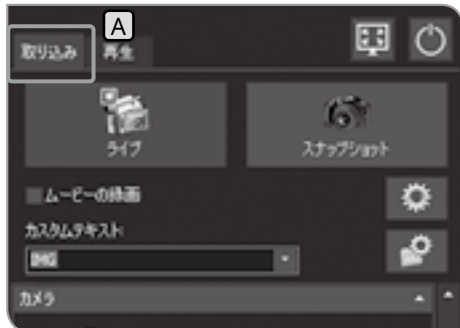 A
取り込み 再生
ライブ スナップショット
ムービーの録画
カスタムテキスト:
IMG
カメラ